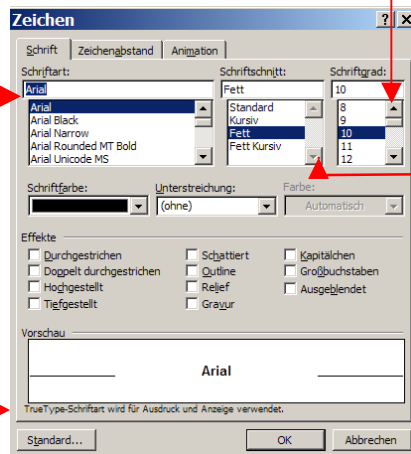 Zeichen
Schrift Zeichenabstand Animation
Schriftart: Schriftschnitt: Schriftgrad:
Arial Fett 10
Arial Standard 8
Arial Black Kursiv 9
Arial Narrow Fett 10
Arial Rounded MT Bold Fett Kursiv 11
Arial Unicode MS 12
Schriftfarbe: Unterstreichung: Farbe:
(ohne) Automatisch
Effekte
Durchgestrichen Schattiert Kapitälchen
Doppelt durchgestrichen Outline Großbuchstaben
Hochgestellt Relief Ausgeblendet
Tiefgestellt Gravur
Vorschau
Arial
TrueType-Schriftart wird für Ausdruck und Anzeige verwendet.
Standard... OK Abbrechen